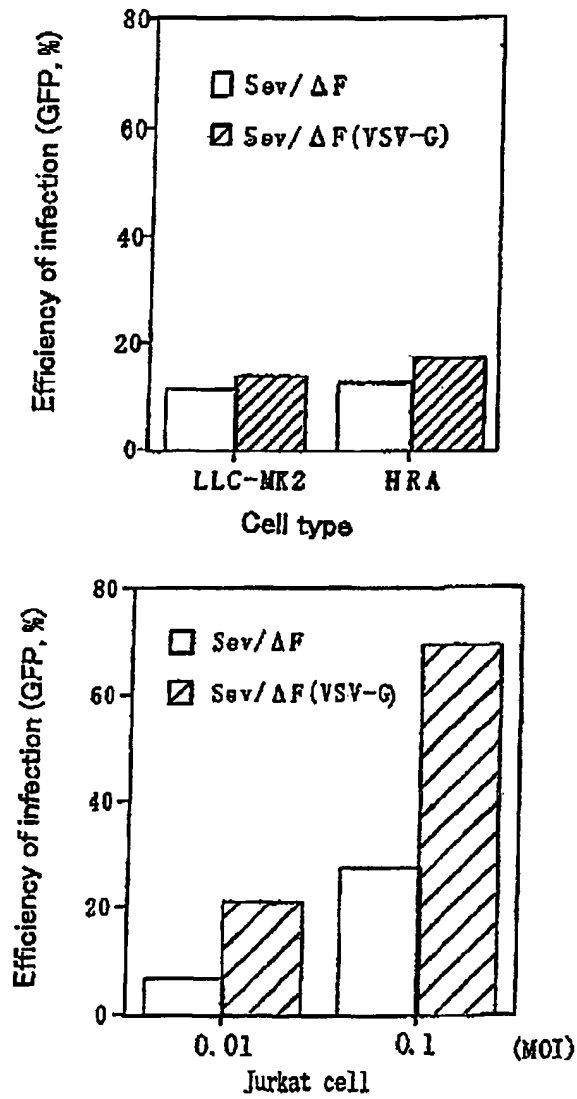 80
60
40
20
0
Efficiency of infection (GFP, %)
Sev/ΔF
Sev/ΔF(VSV-G)
LLC-MK2
HRA
Cell type
80
60
40
20
0
Efficiency of infection (GFP, %)
Sev/ΔF
Sev/ΔF(VSV-G)
0.01
0.1
(MOI)
Jurkat cell